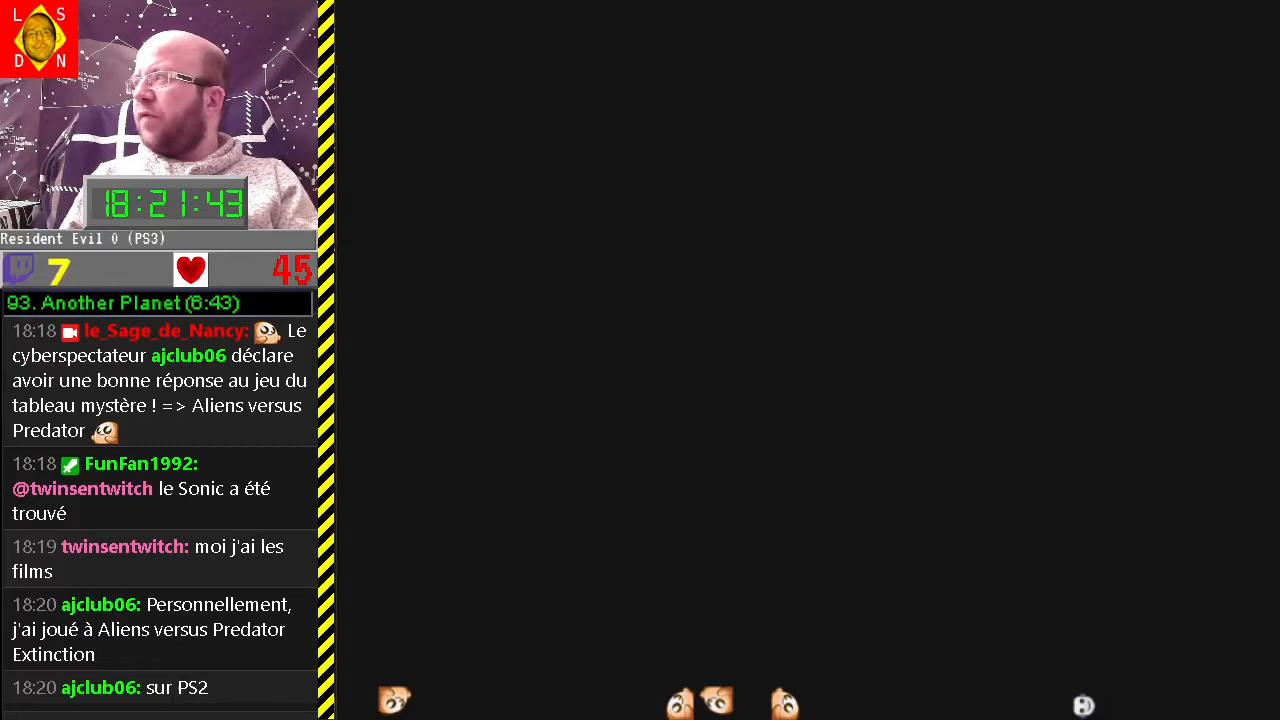 L S
D N
18:21:43
Resident Evil 0 (PS3)
7 45
93. Another Planet (6:43)
18:18 le_Sage_de_Nancy: Le
cyberspectateur ajclub06 déclare
avoir une bonne réponse au jeu du
tableau mystère ! => Aliens versus
Predator
18:18 FunFan1992:
@twinsentwitch le Sonic a été
trouvé
18:19 twinsentwitch: moi j'ai les
films
18:20 ajclub06: Personnellement,
j'ai joué à Aliens versus Predator
Extinction
18:20 ajclub06: sur PS2